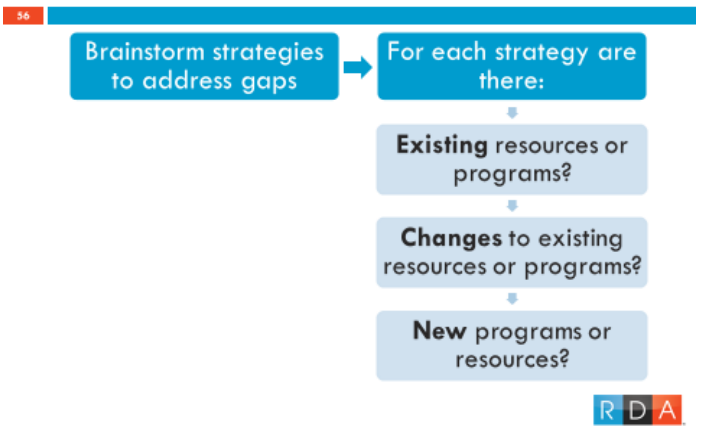 56
Brainstorm strategies
to address gaps
For each strategy are
there:
Existing resources or
programs?
Changes to existing
resources or programs?
New programs or
resources?
RDA